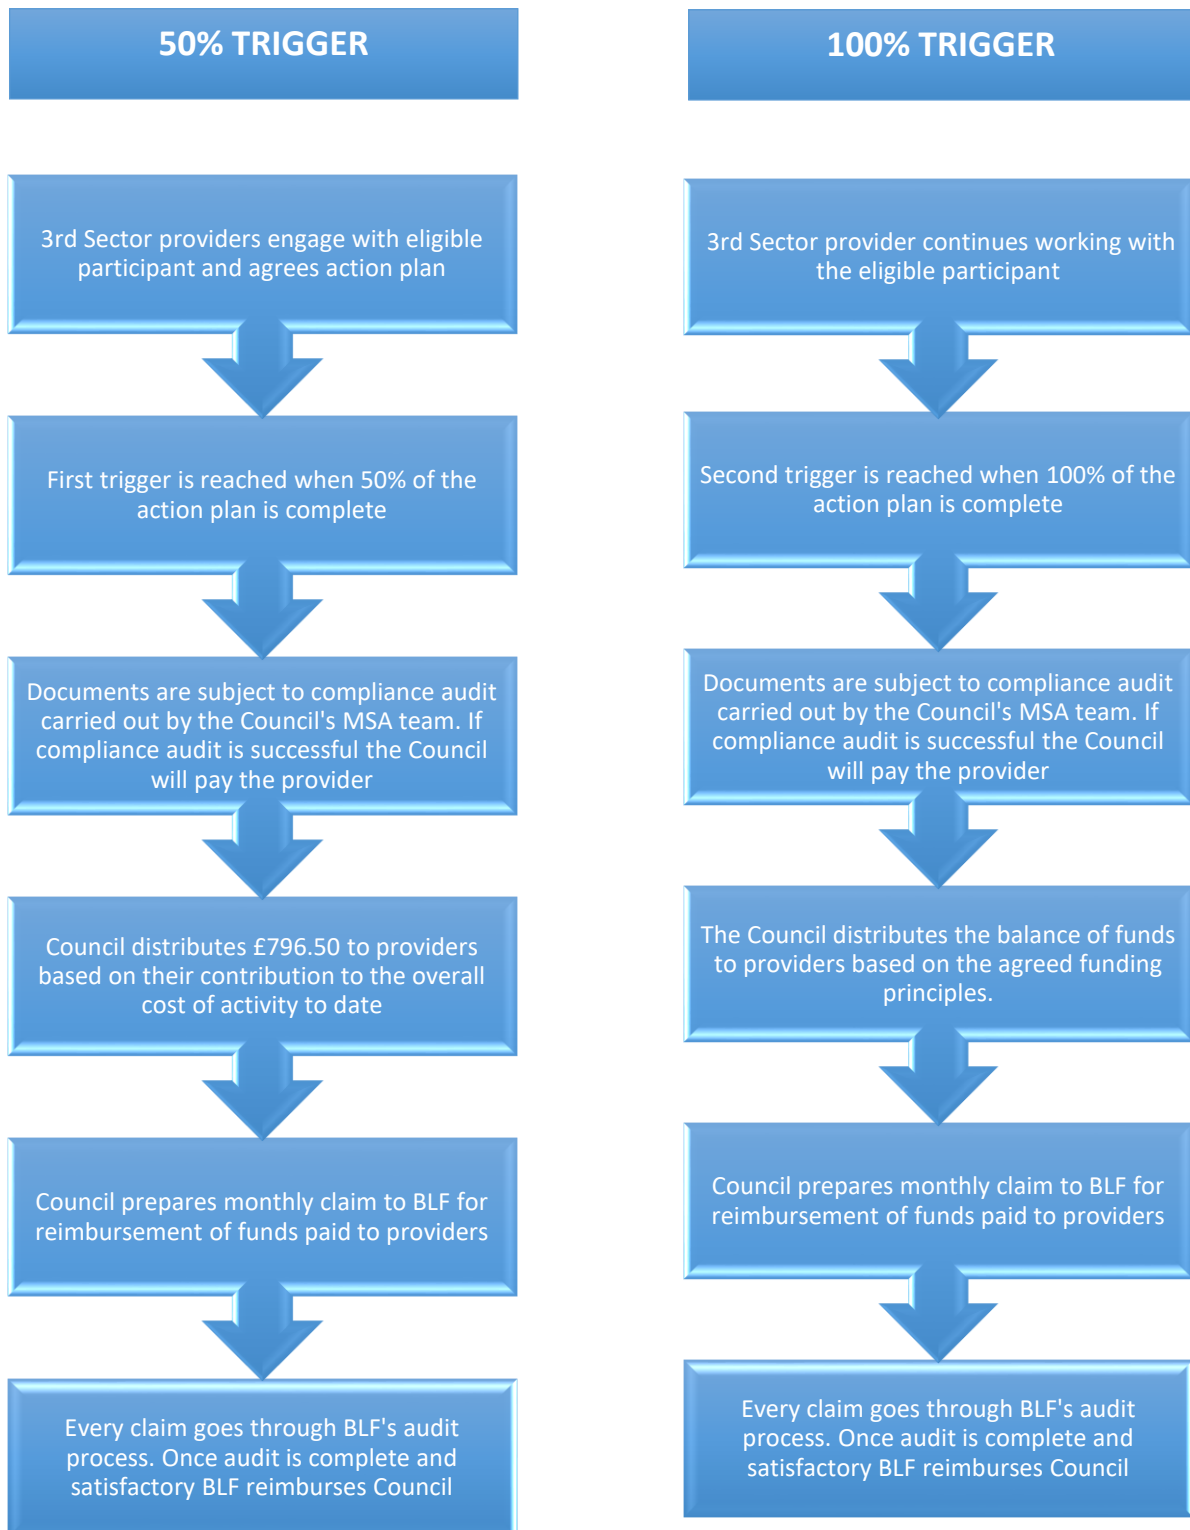 50% TRIGGER
3rd Sector providers engage with eligible
participant and agrees action plan
First trigger is reached when 50% of the
action plan is complete
Documents are subject to compliance audit
carried out by the Council's MSA team. If
compliance audit is successful the Council
will pay the provider
Council distributes £796.50 to providers
based on their contribution to the overall
cost of activity to date
Council prepares monthly claim to BLF for
reimbursement of funds paid to providers
Every claim goes through BLF's audit
process. Once audit is complete and
satisfactory BLF reimburses Council
100% TRIGGER
3rd Sector provider continues working with
the eligible participant
Second trigger is reached when 100% of the
action plan is complete
Documents are subject to compliance audit
carried out by the Council's MSA team. If
compliance audit is successful the Council
will pay the provider
The Council distributes the balance of funds
to providers based on the agreed funding
principles.
Council prepares monthly claim to BLF for
reimbursement of funds paid to providers
Every claim goes through BLF's audit
process. Once audit is complete and
satisfactory BLF reimburses Council